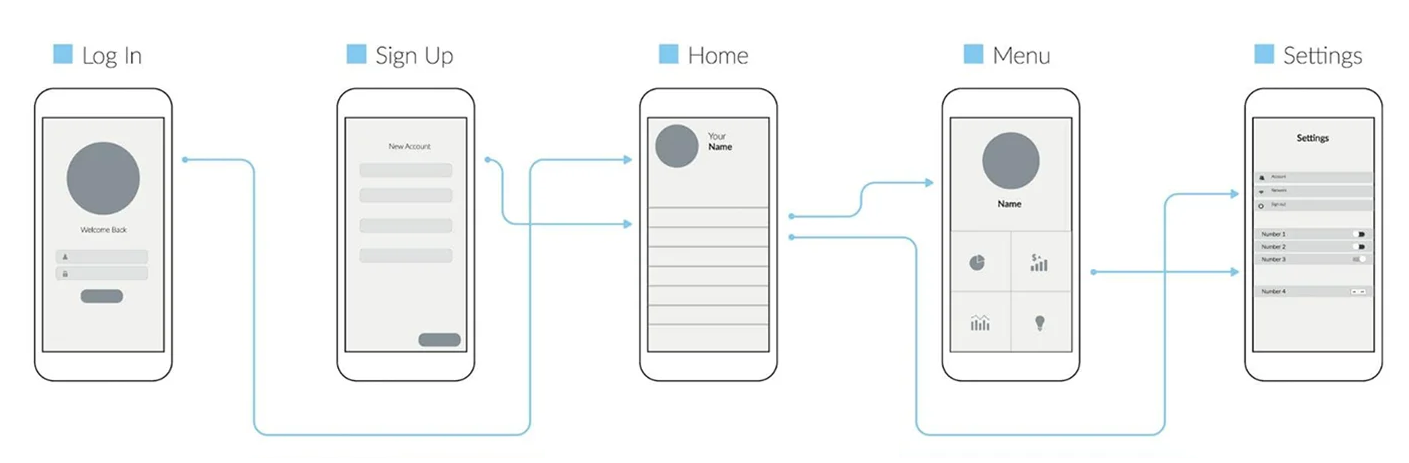 Log In
Sign Up
Home
Menu
Settings
Welcome Back
New Account
Your
Name
Name
Settings
Account
Network
Sign out
Number 1
Number 2
Number 3
Number 4